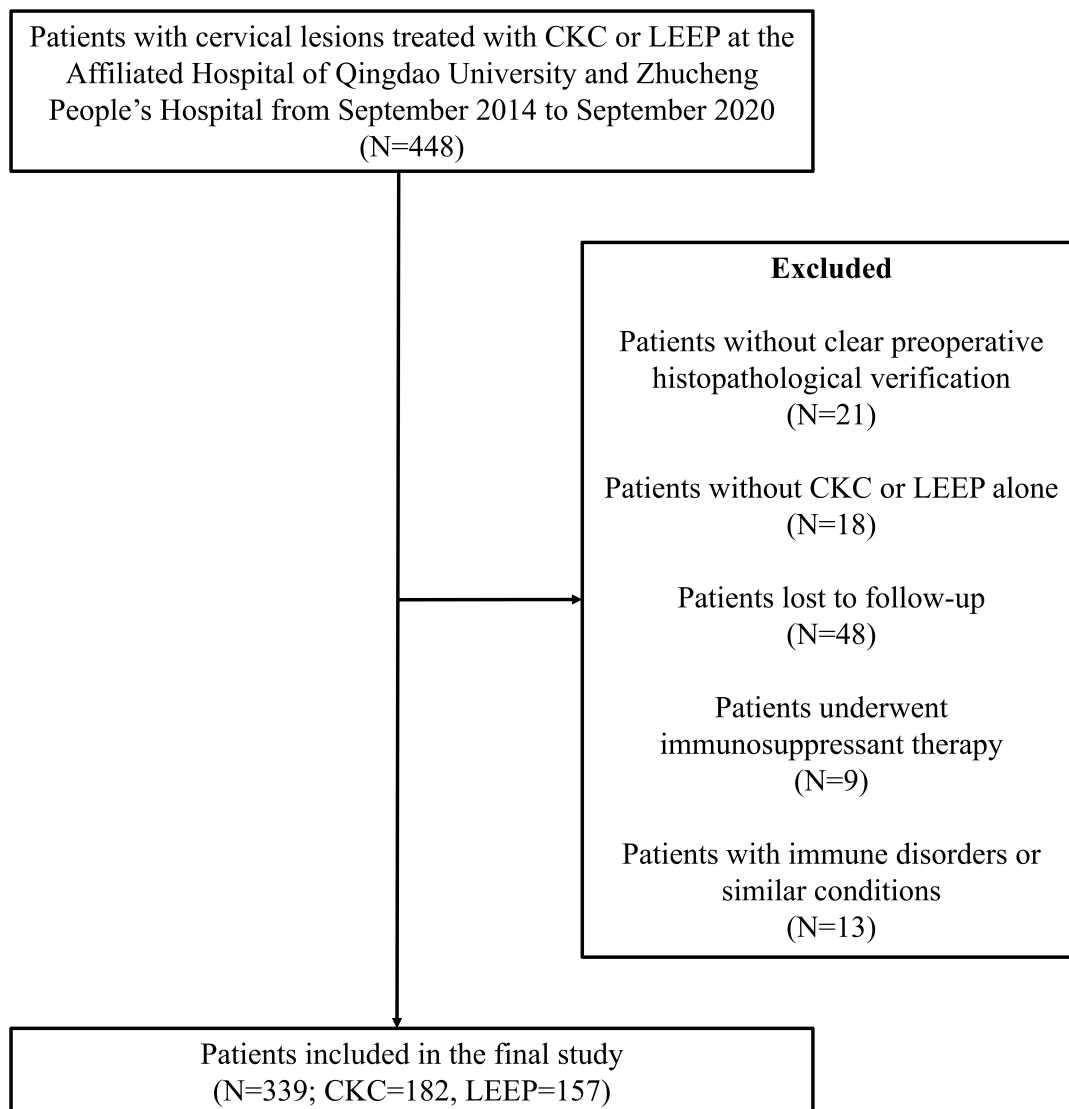 Patients with cervical lesions treated with CKC or LEEP at the
Affiliated Hospital of Qingdao University and Zhucheng
People’s Hospital from September 2014 to September 2020
(N=448)
Excluded
Patients without clear preoperative
histopathological verification
(N=21)
Patients without CKC or LEEP alone
(N=18)
Patients lost to follow-up
(N=48)
Patients underwent
immunosuppressant therapy
(N=9)
Patients with immune disorders or
similar conditions
(N=13)
Patients included in the final study
(N=339; CKC=182, LEEP=157)